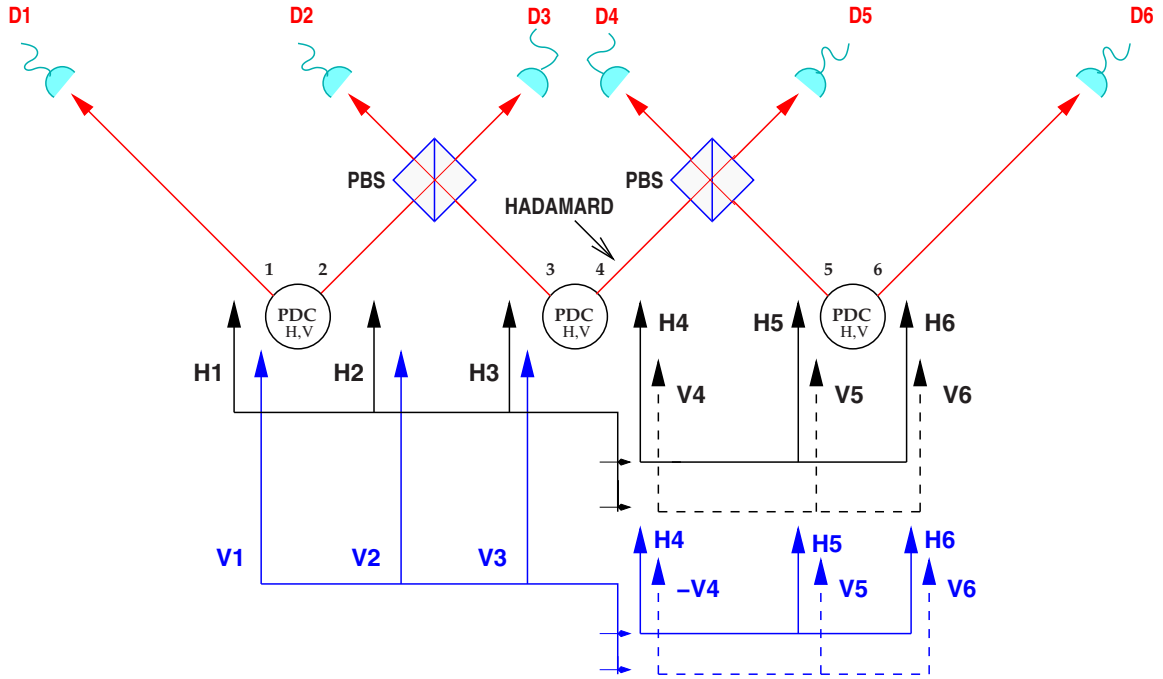 D1 D2 D3 D4 D5 D6
PBS PBS
HADAMARD
1 2 3 4 5 6
PDC PDC PDC
H,V H,V H,V
H4 H5 H6
H1 H2 H3
V4 V5 V6
H4 H5 H6
V1 V2 V3
–V4 V5 V6